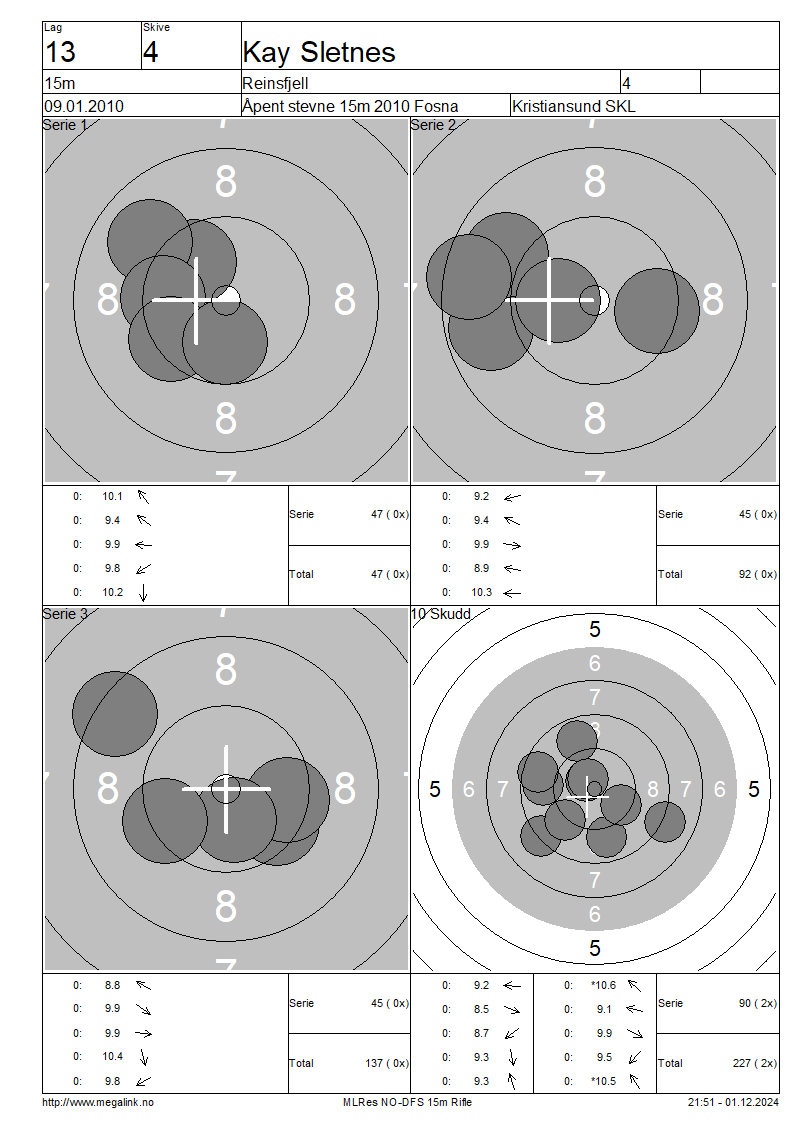 Lag Skive
13 4 Kay Sletnes
15m Reinsfjell 4
09.01.2010 Åpent stevne 15m 2010 Fosna Kristiansund SKL
Serie 1 Serie 2
7 7
8 8
8 8 8
8 8
7 7
0: 10.1 0: 9.2
Serie 47 ( 0x) Serie 45 ( 0x)
0: 9.4 0: 9.4
0: 9.9 0: 9.9
0: 9.8 0: 8.9
Total 47 ( 0x) Total 92 ( 0x)
0: 10.2 0: 10.3
Serie 3 10 Skudd
7 5
8 6
7
8
8 5 6 7 8 7 6 5
8 7
6
7 5
0: 8.8 0: 9.2 0: *10.6
Serie 45 ( 0x) Serie 90 ( 2x)
0: 9.9 0: 8.5 0: 9.1
0: 9.9 0: 8.7 0: 9.9
0: 10.4 0: 9.3 0: 9.5
Total 137 ( 0x) Total 227 ( 2x)
0: 9.8 0: 9.3 0: *10.5
http://www.megalink.no MLRes NO-DFS 15m Rifle 21:51 - 01.12.2024